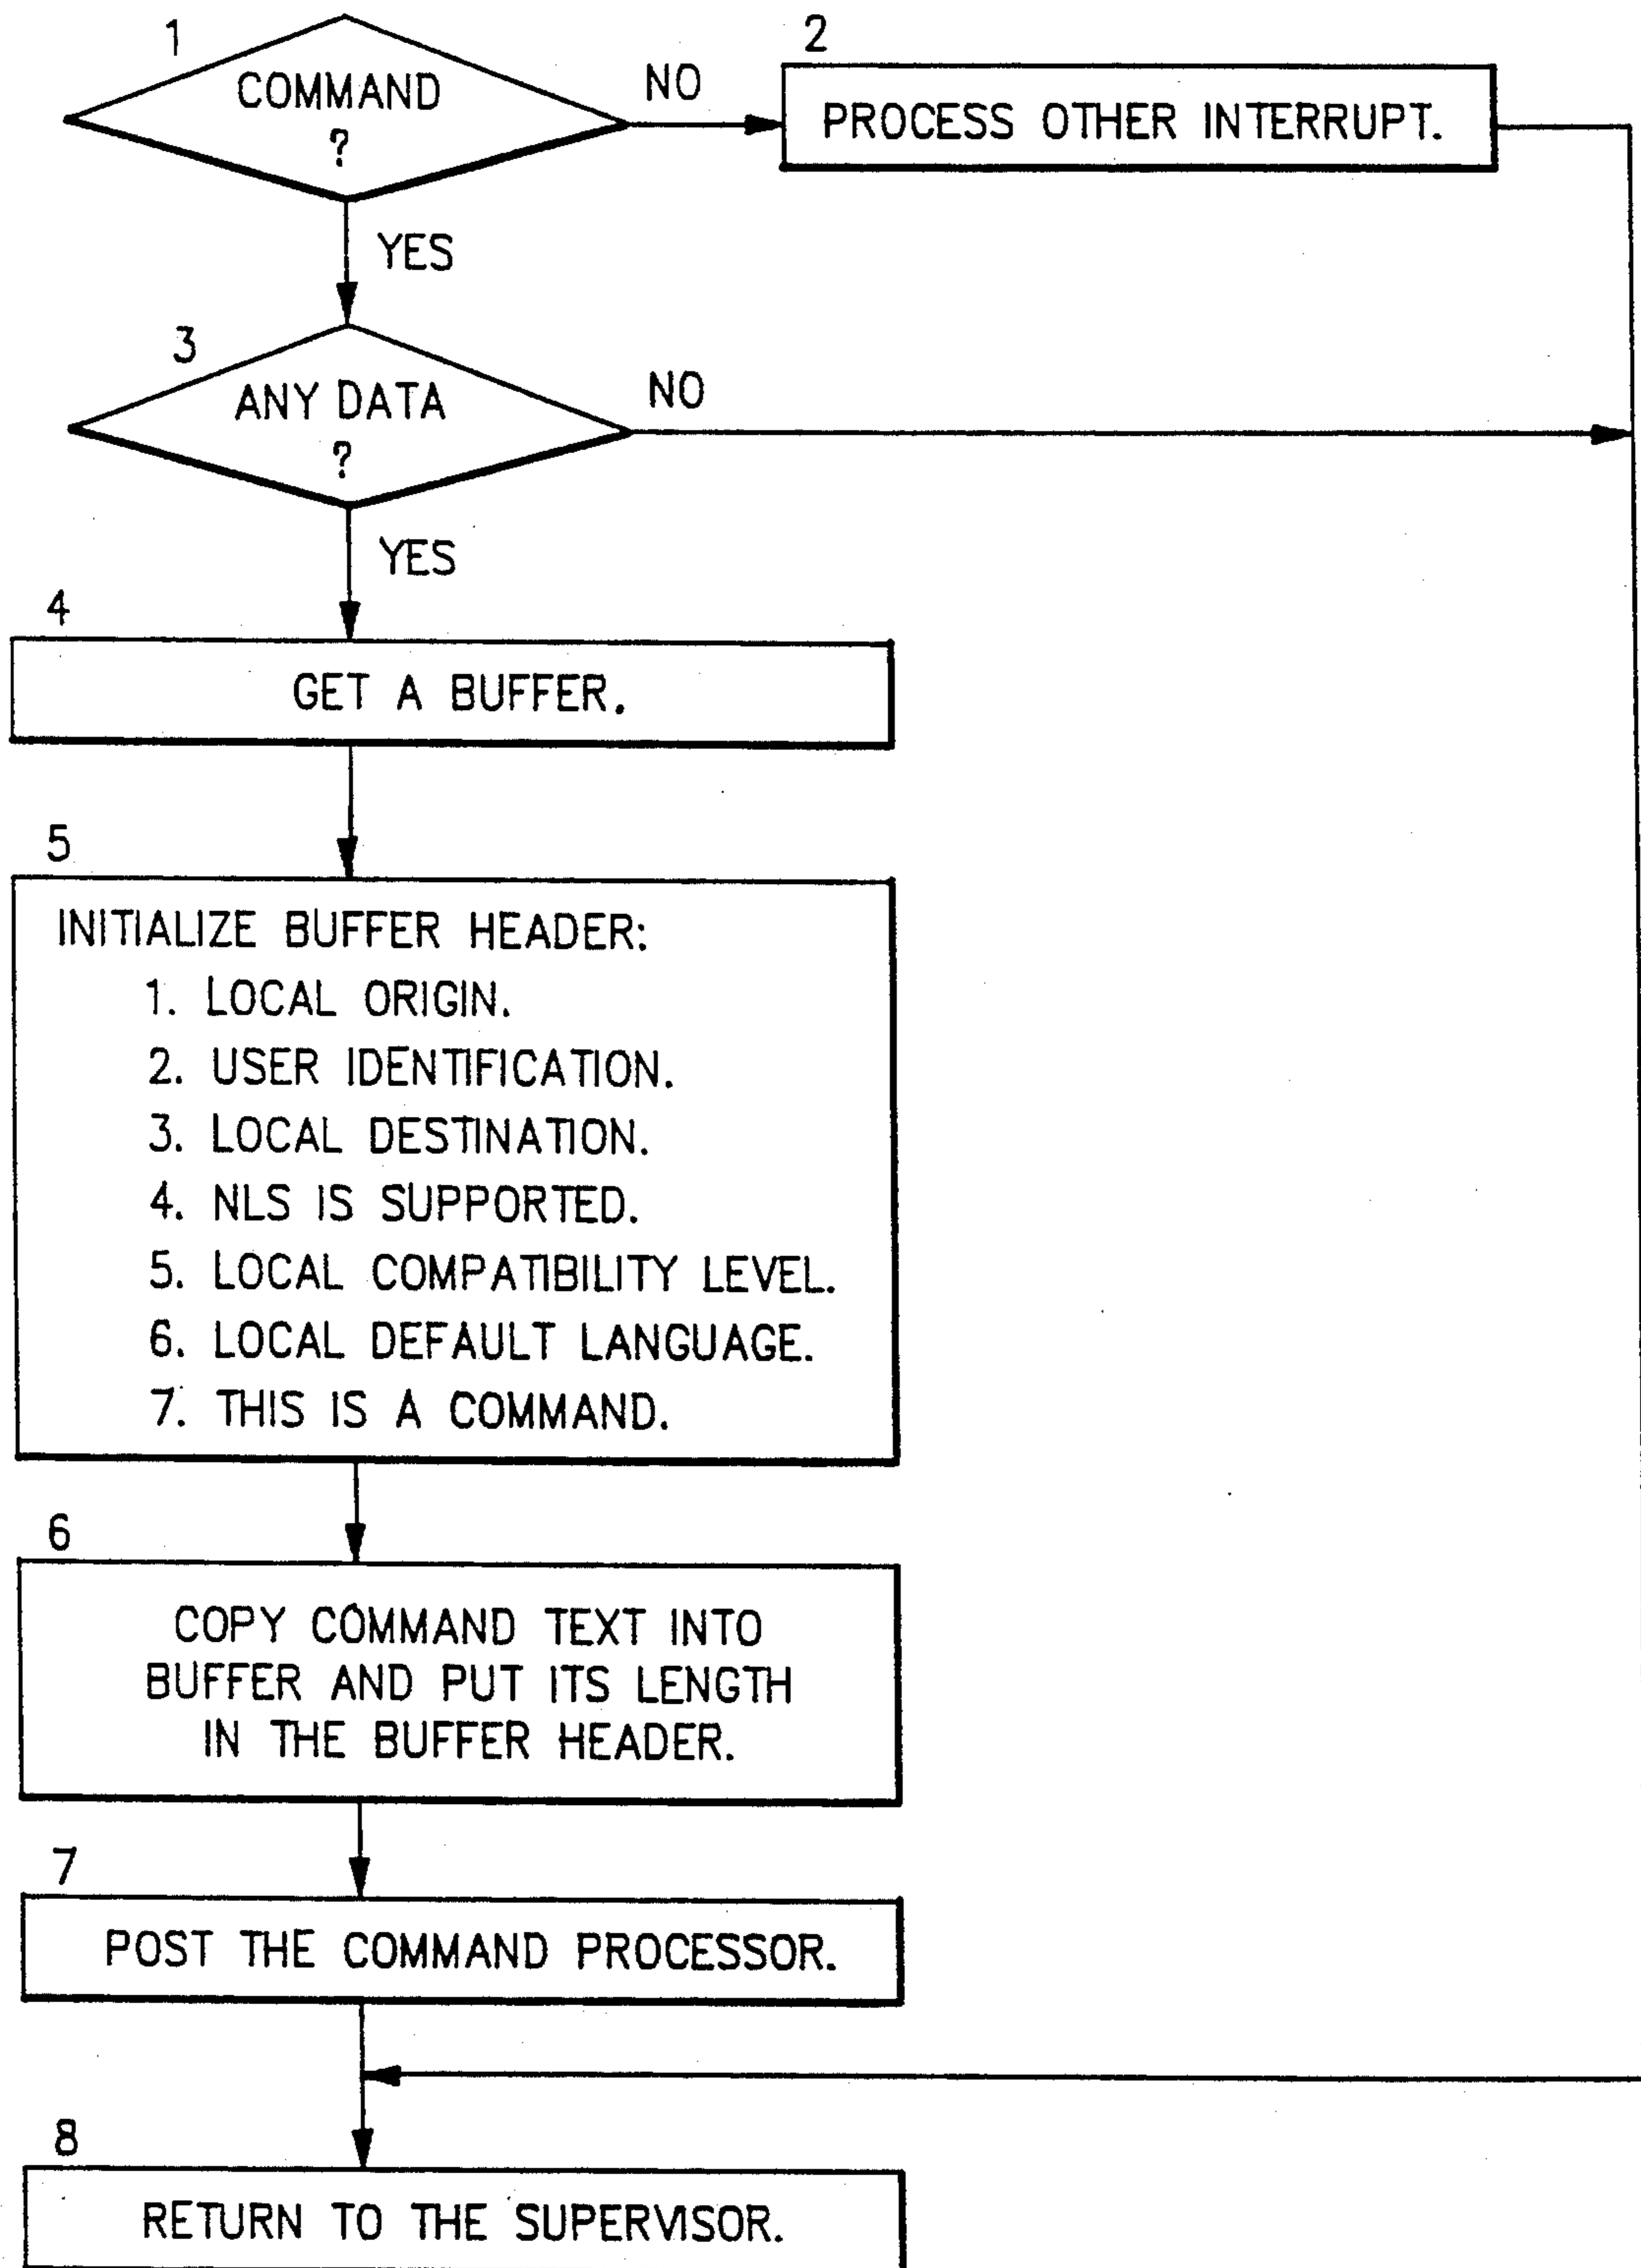 1
COMMAND
?
NO
2
PROCESS OTHER INTERRUPT.
YES
3
ANY DATA
?
NO
YES
4
GET A BUFFER.
5
INITIALIZE BUFFER HEADER:
1. LOCAL ORIGIN.
2. USER IDENTIFICATION.
3. LOCAL DESTINATION.
4. NLS IS SUPPORTED.
5. LOCAL COMPATIBILITY LEVEL.
6. LOCAL DEFAULT LANGUAGE.
7. THIS IS A COMMAND.
6
COPY COMMAND TEXT INTO
BUFFER AND PUT ITS LENGTH
IN THE BUFFER HEADER.
7
POST THE COMMAND PROCESSOR.
8
RETURN TO THE SUPERVISOR.